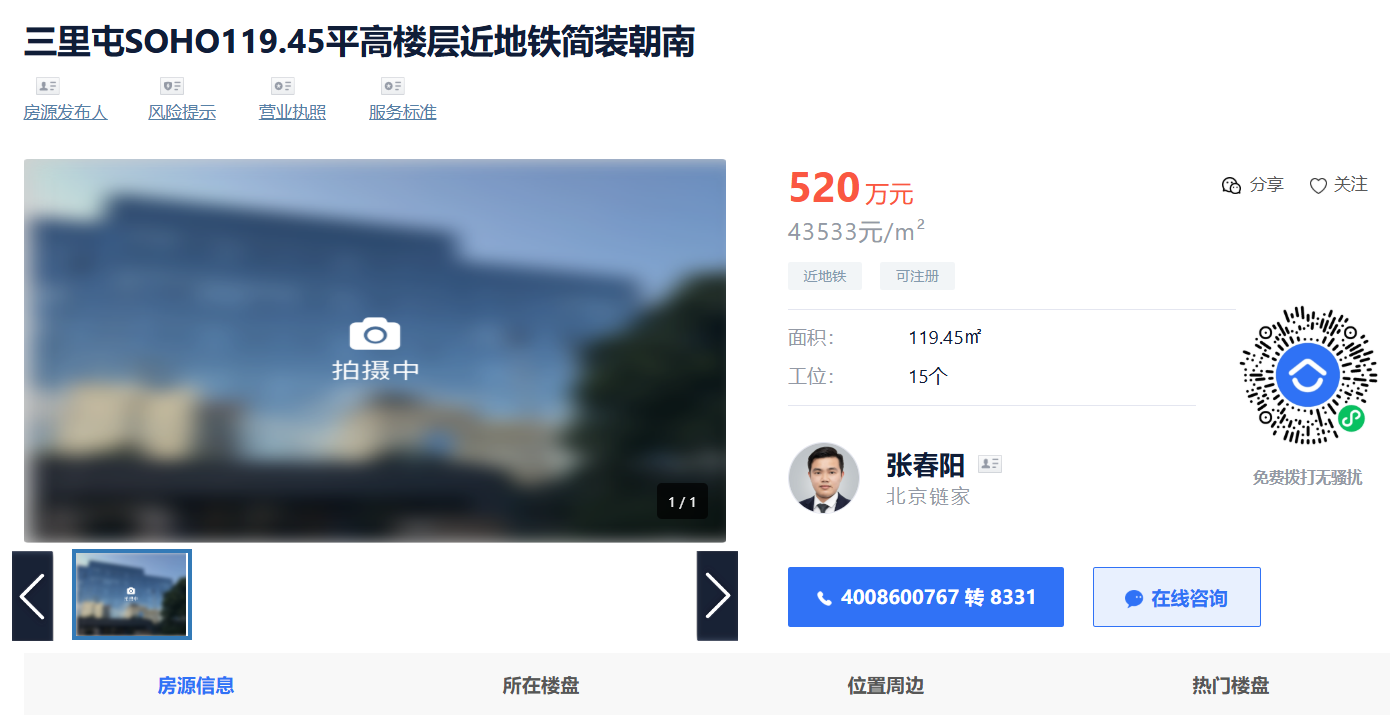 三里屯SOHO119.45平高楼层近地铁简装朝南
房源发布人 风险提示 营业执照 服务标准
拍摄中
1 / 1
520 万元
分享 关注
43533元/m²
近地铁 可注册
面积： 119.45㎡
工位： 15个
张春阳
北京链家
免费拨打无骚扰
4008600767 转 8331
在线咨询
房源信息 所在楼盘 位置周边 热门楼盘